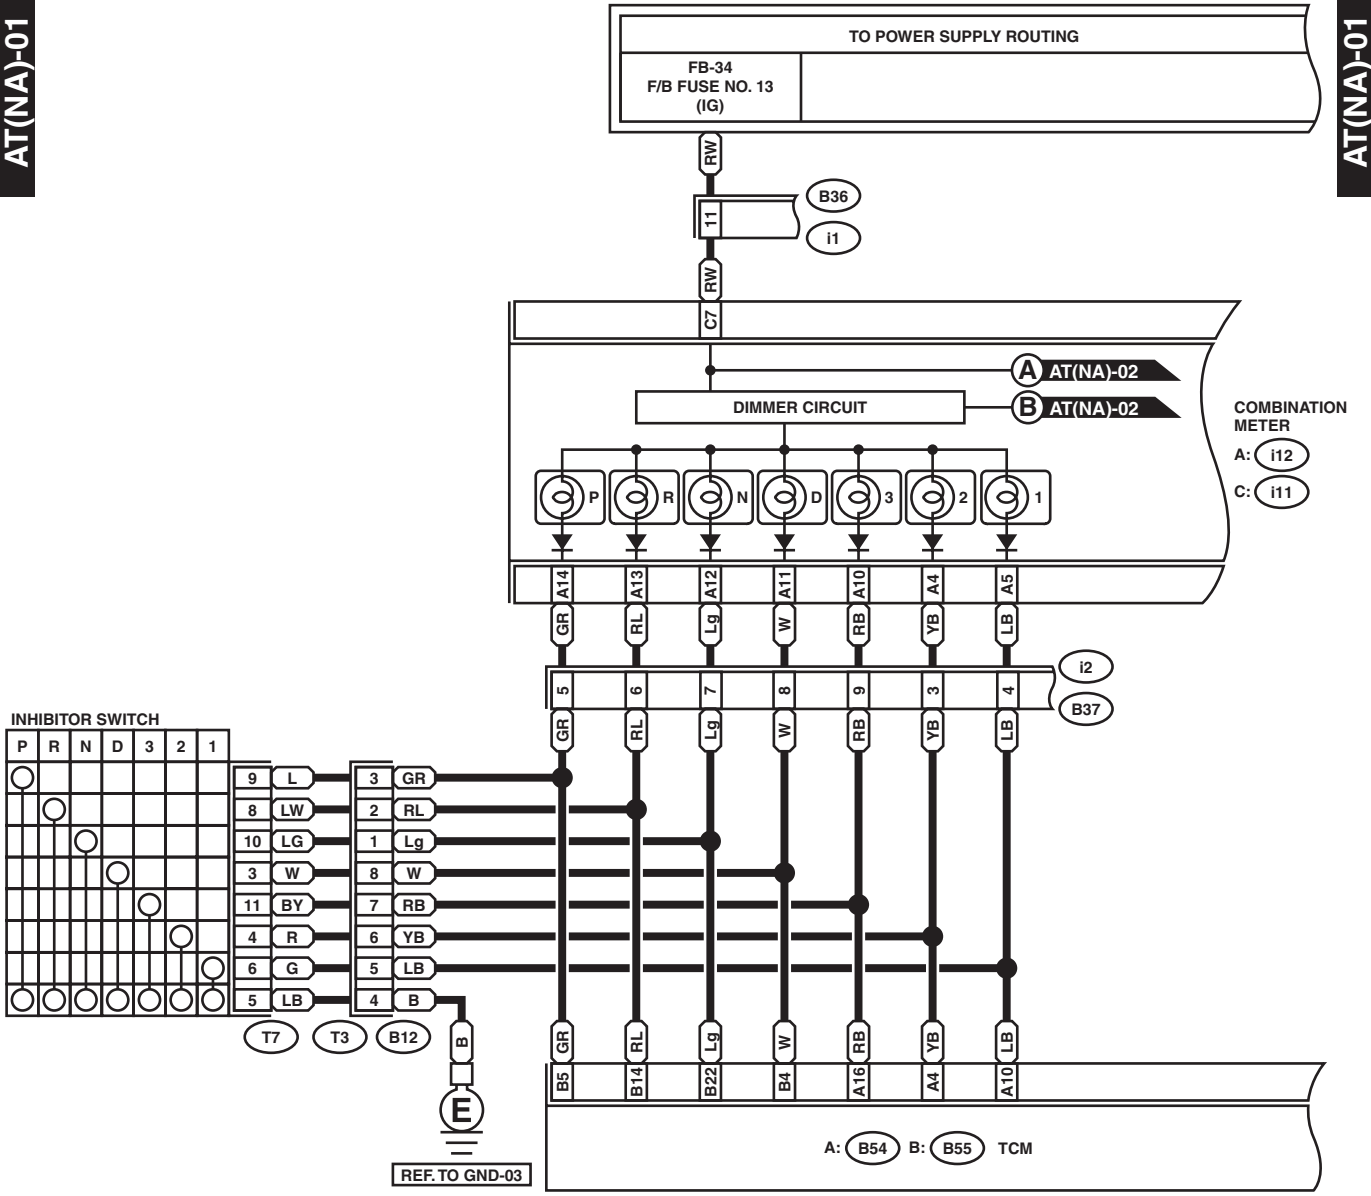 AT(NA)-01
AT(NA)-01
TO POWER SUPPLY ROUTING
FB-34
F/B FUSE NO. 13
(IG)
RW
11
B36
i1
RW
C7
A AT(NA)-02
DIMMER CIRCUIT
B AT(NA)-02
COMBINATION
METER
A: i12
C: i11
P R N D 3 2 1
A14 A13 A12 A11 A10 A4 A5
GR RL Lg W RB YB LB
i2
5 6 7 8 9 3 4
B37
GR RL Lg W RB YB LB
INHIBITOR SWITCH
P R N D 3 2 1
9 L 3 GR
8 LW 2 RL
10 LG 1 Lg
3 W 8 W
11 BY 7 RB
4 R 6 YB
6 G 5 LB
5 LB 4 B
T7 T3 B12
B
E
REF. TO GND-03
GR RL Lg W RB YB LB
B5 B14 B22 B4 A16 A4 A10
A: B54 B: B55 TCM